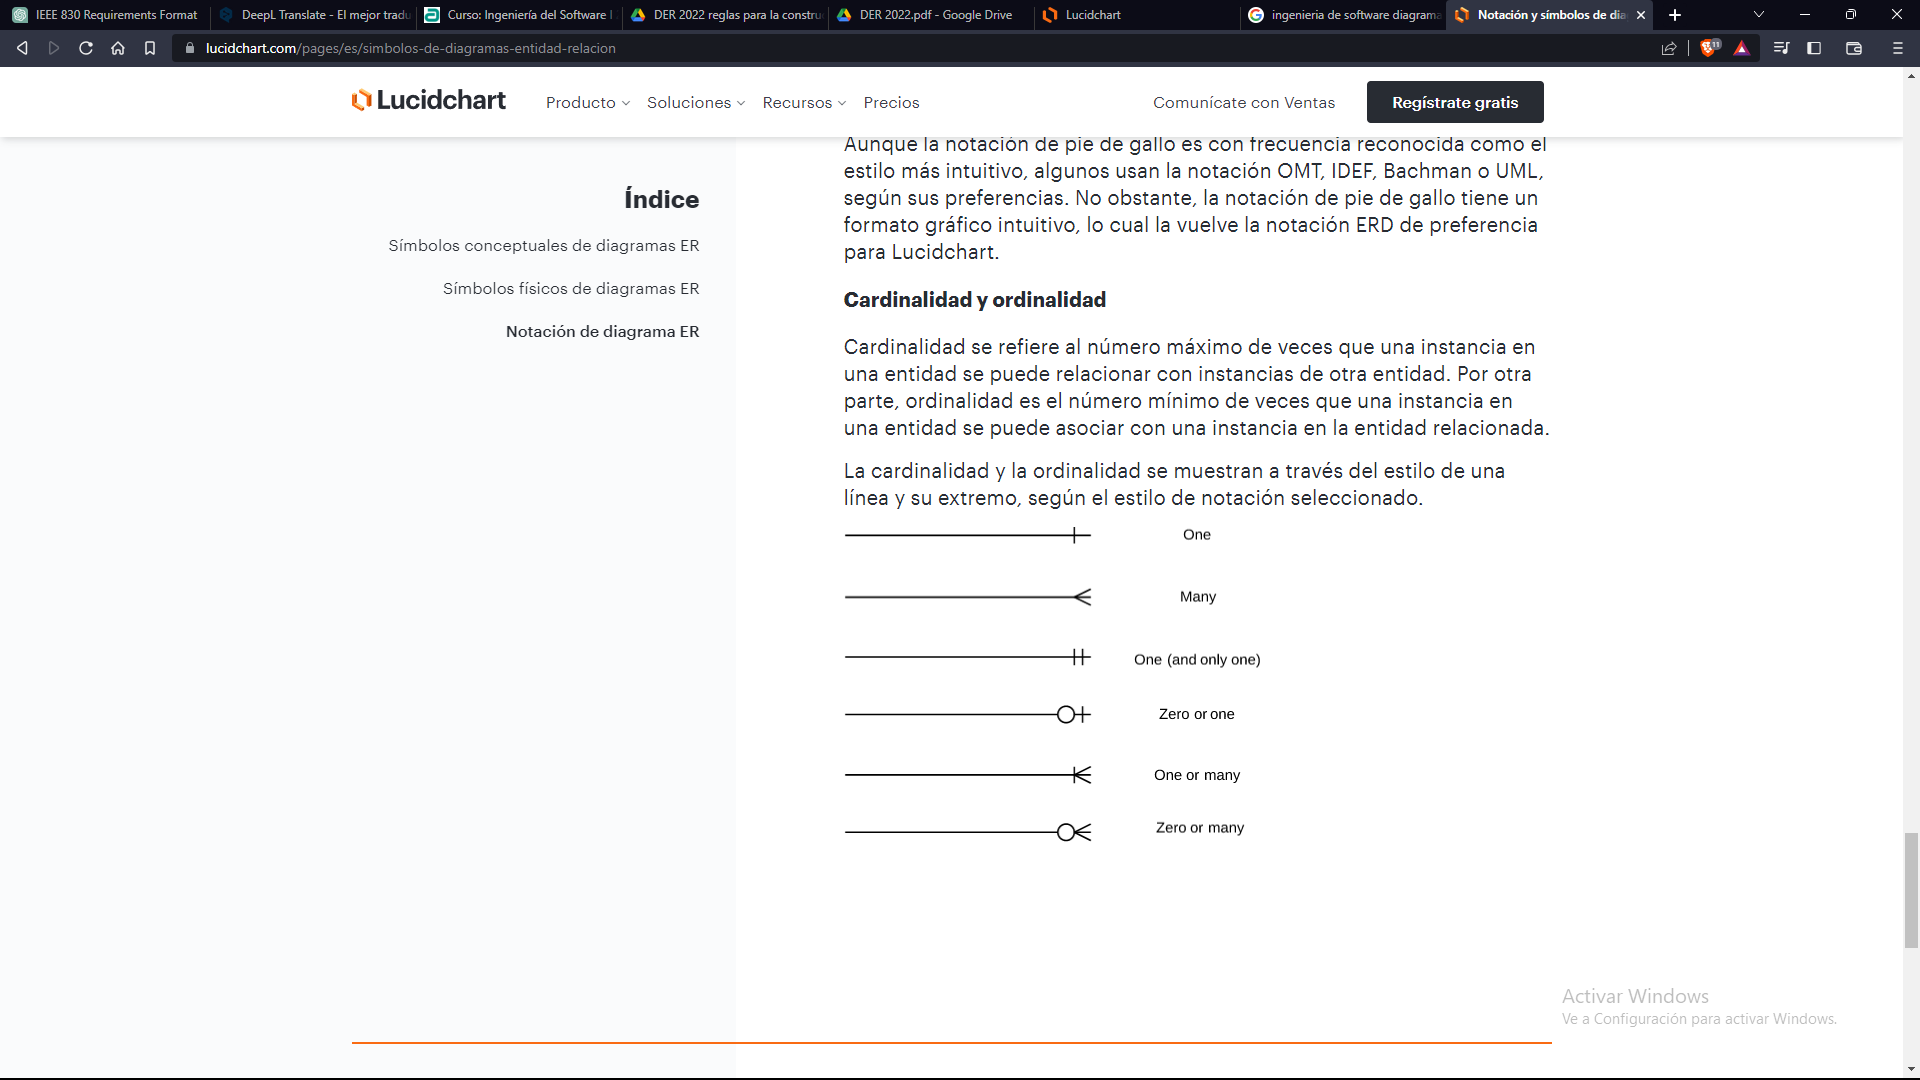 IEEE 830 Requirements Format
DeepL Translate - El mejor tradu
Curso: Ingeniería del Software I
DER 2022 reglas para la constru
DER 2022.pdf - Google Drive
Lucidchart
ingenieria de software diagrama
Notación y símbolos de dia
lucidchart.com/pages/es/simbolos-de-diagramas-entidad-relacion
11
Lucidchart
Producto
Soluciones
Recursos
Precios
Comunícate con Ventas
Regístrate gratis
Índice
Símbolos conceptuales de diagramas ER
Símbolos físicos de diagramas ER
Notación de diagrama ER
Aunque la notación de pie de gallo es con frecuencia reconocida como el
estilo más intuitivo, algunos usan la notación OMT, IDEF, Bachman o UML,
según sus preferencias. No obstante, la notación de pie de gallo tiene un
formato gráfico intuitivo, lo cual la vuelve la notación ERD de preferencia
para Lucidchart.
Cardinalidad y ordinalidad
Cardinalidad se refiere al número máximo de veces que una instancia en
una entidad se puede relacionar con instancias de otra entidad. Por otra
parte, ordinalidad es el número mínimo de veces que una instancia en
una entidad se puede asociar con una instancia en la entidad relacionada.
La cardinalidad y la ordinalidad se muestran a través del estilo de una
línea y su extremo, según el estilo de notación seleccionado.
One
Many
One (and only one)
Zero or one
One or many
Zero or many
Activar Windows
Ve a Configuración para activar Windows.